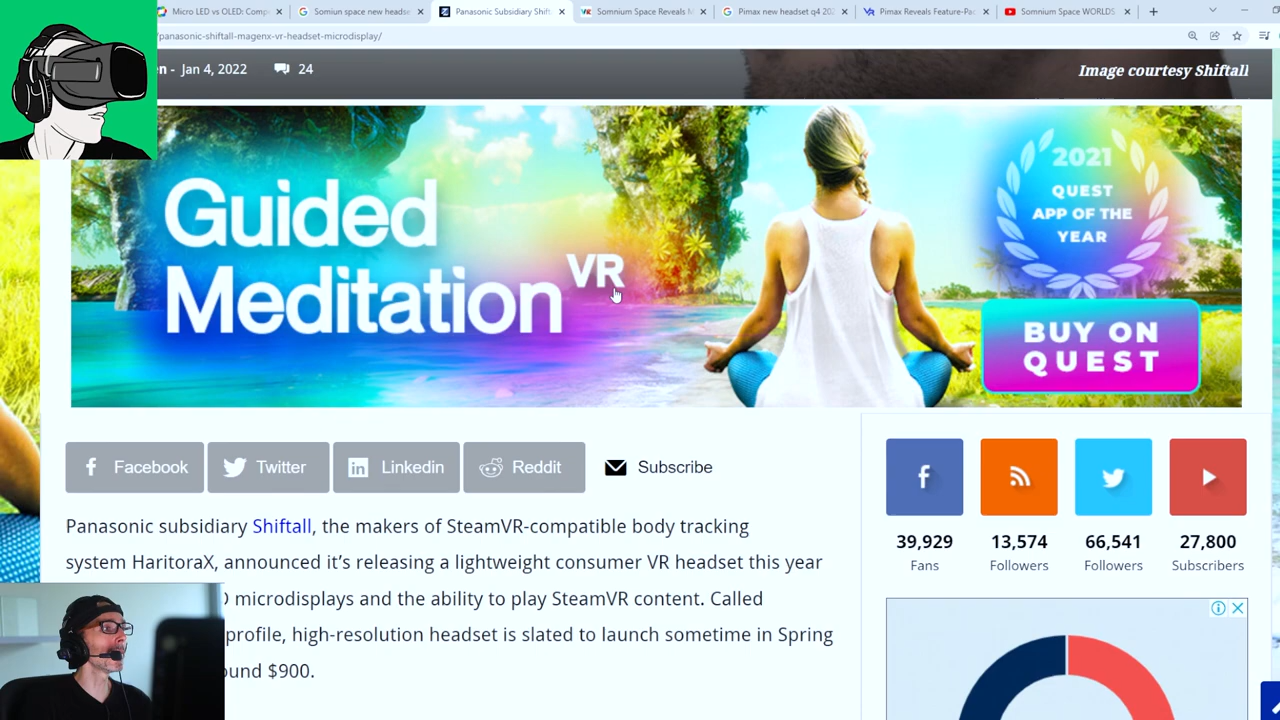 Micro LED vs OLED: Comp
Somiun space new headse
Panasonic Subsidiary Shift
Somnium Space Reveals M
Pimax new headset q4 202
Pimax Reveals Feature-Pac
Somnium Space WORLDS
/panasonic-shiftall-magenx-vr-headset-microdisplay/
en - Jan 4, 2022
24
Image courtesy Shiftall
Guided
Meditation VR
2021
QUEST
APP OF THE
YEAR
BUY ON
QUEST
Facebook
Twitter
Linkedin
Reddit
Subscribe
Panasonic subsidiary Shiftall, the makers of SteamVR-compatible body tracking
system HaritoraX, announced it's releasing a lightweight consumer VR headset this year
microdisplays and the ability to play SteamVR content. Called
profile, high-resolution headset is slated to launch sometime in Spring
und $900.
39,929
Fans
13,574
Followers
66,541
Followers
27,800
Subscribers